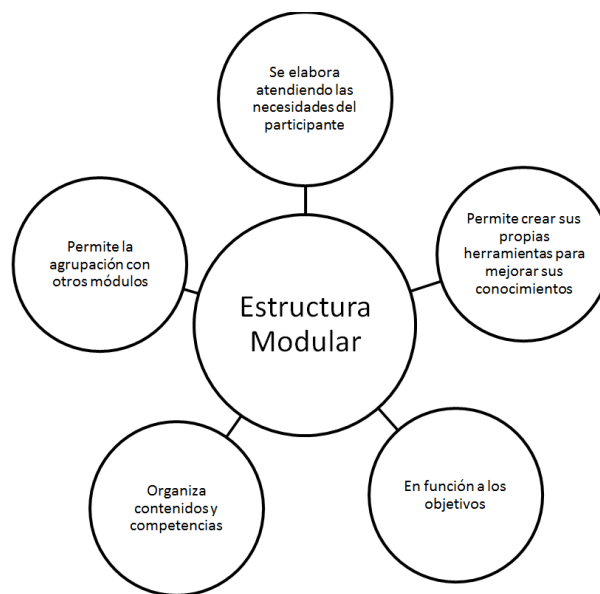 Se elabora
atendiendo las
necesidades del
participante
Permite crear sus
propias
herramientas para
mejorar sus
conocimientos
Permite la
agrupación con
otros módulos
Estructura
Modular
En función a los
objetivos
Organiza
contenidos y
competencias